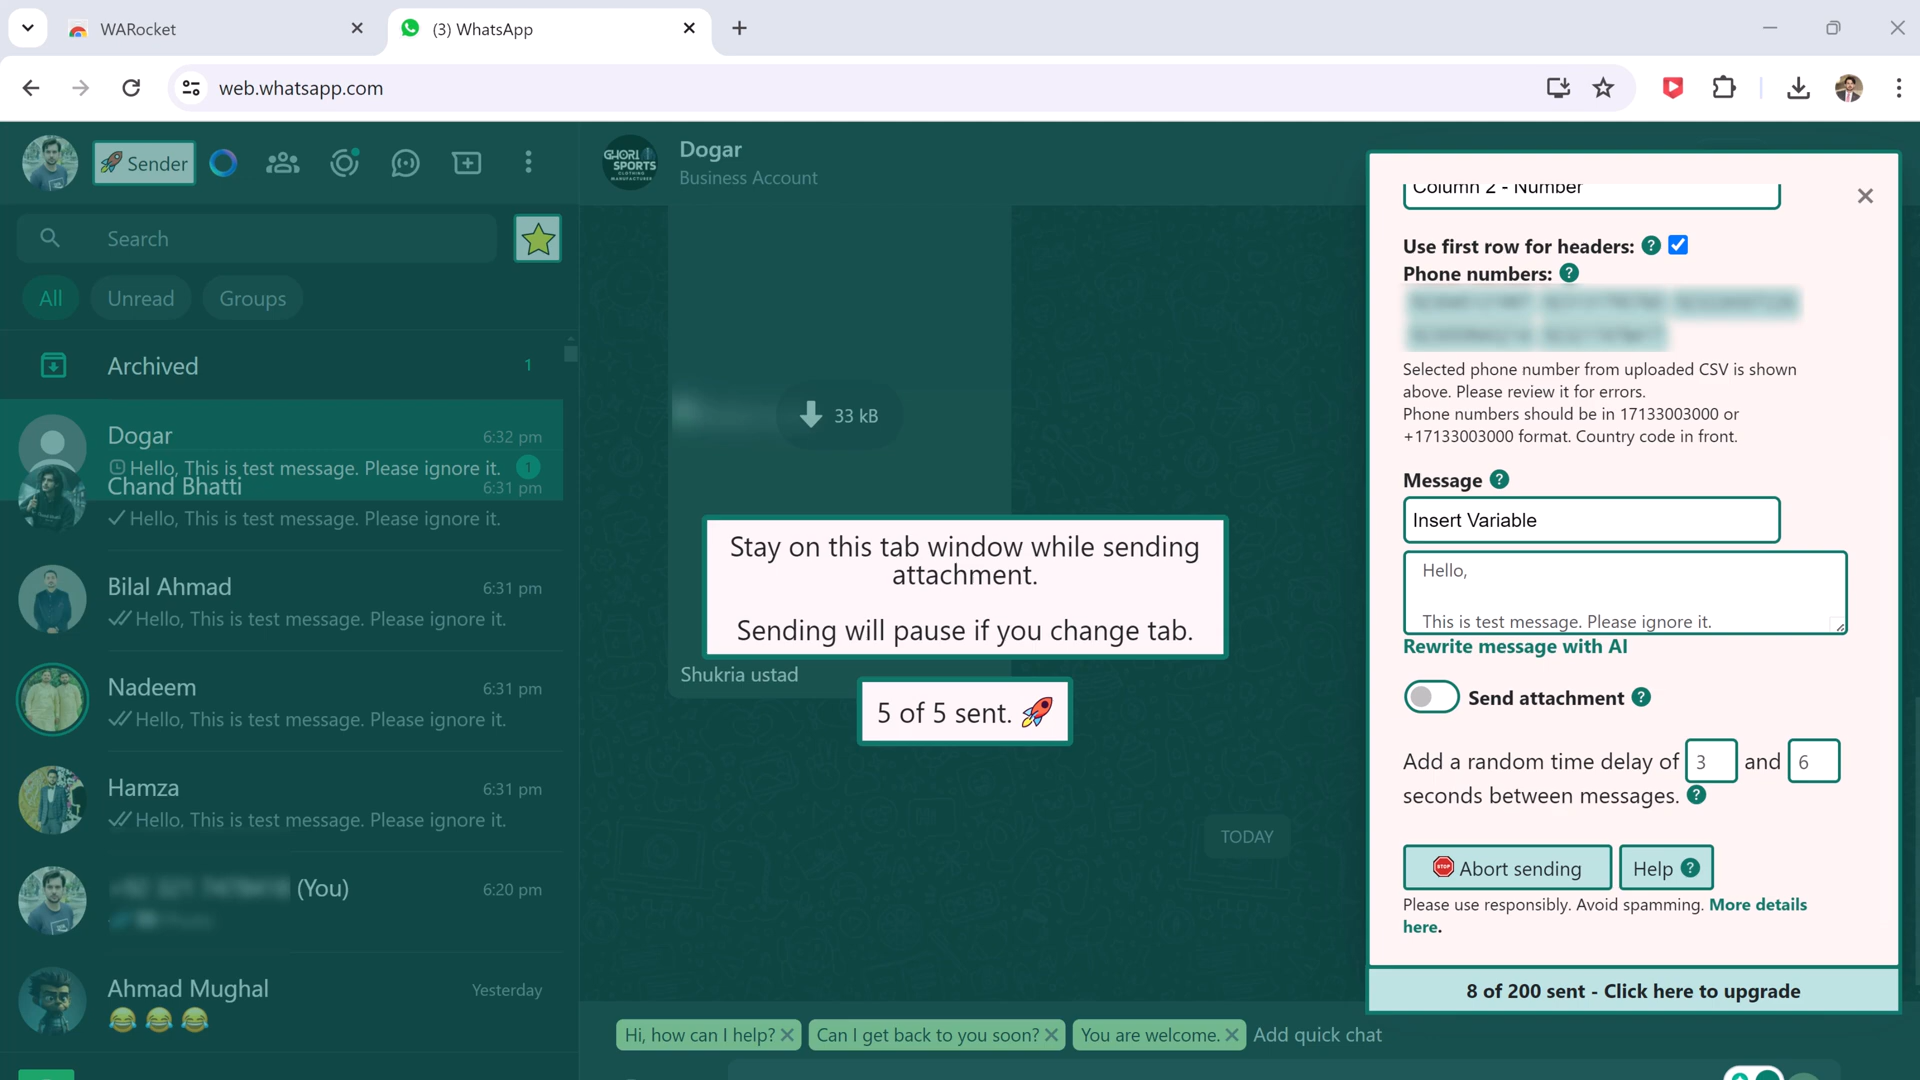 WARocket
(3) WhatsApp
web.whatsapp.com
Sender
Search
All
Unread
Groups
Archived
1
Dogar
6:32 pm
Hello, This is test message. Please ignore it.
1
Chand Bhatti
6:31 pm
Hello, This is test message. Please ignore it.
Bilal Ahmad
6:31 pm
Hello, This is test message. Please ignore it.
Nadeem
6:31 pm
Hello, This is test message. Please ignore it.
Hamza
6:31 pm
Hello, This is test message. Please ignore it.
(You)
6:20 pm
Ahmad Mughal
Yesterday
GHORI
SPORTS
CLOTHING
MANUFACTURER
Dogar
Business Account
33 kB
Stay on this tab window while sending
attachment.
Sending will pause if you change tab.
Shukria ustad
5 of 5 sent.
TODAY
Hi, how can I help?
Can I get back to you soon?
You are welcome.
Add quick chat
Column 2 - Number
Use first row for headers:
Phone numbers:
Selected phone number from uploaded CSV is shown
above. Please review it for errors.
Phone numbers should be in 17133003000 or
+17133003000 format. Country code in front.
Message
Insert Variable
Hello,
This is test message. Please ignore it.
Rewrite message with AI
Send attachment
Add a random time delay of 3 and 6
seconds between messages.
STOP
Abort sending
Help
Please use responsibly. Avoid spamming. More details
here.
8 of 200 sent - Click here to upgrade